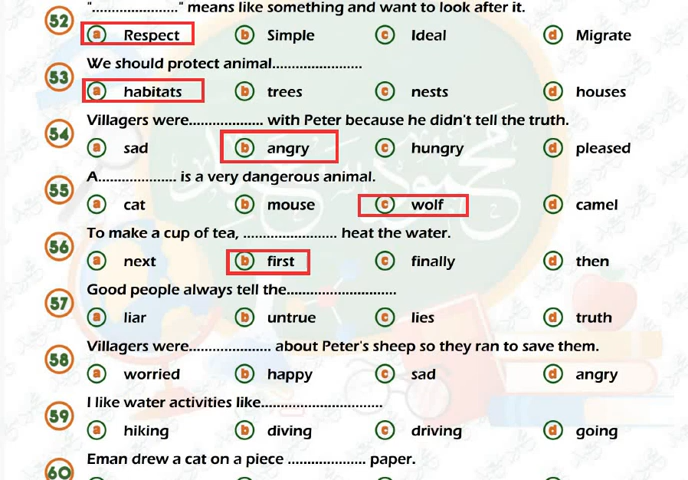 52 "....................." means like something and want to look after it.
a Respect b Simple c Ideal d Migrate
53 We should protect animal......................
a habitats b trees c nests d houses
54 Villagers were.................. with Peter because he didn't tell the truth.
a sad b angry c hungry d pleased
55 A................... is a very dangerous animal.
a cat b mouse c wolf d camel
56 To make a cup of tea, ....................... heat the water.
a next b first c finally d then
57 Good people always tell the...........................
a liar b untrue c lies d truth
58 Villagers were.................... about Peter's sheep so they ran to save them.
a worried b happy c sad d angry
59 I like water activities like..............................
a hiking b diving c driving d going
60 Eman drew a cat on a piece ................... paper.